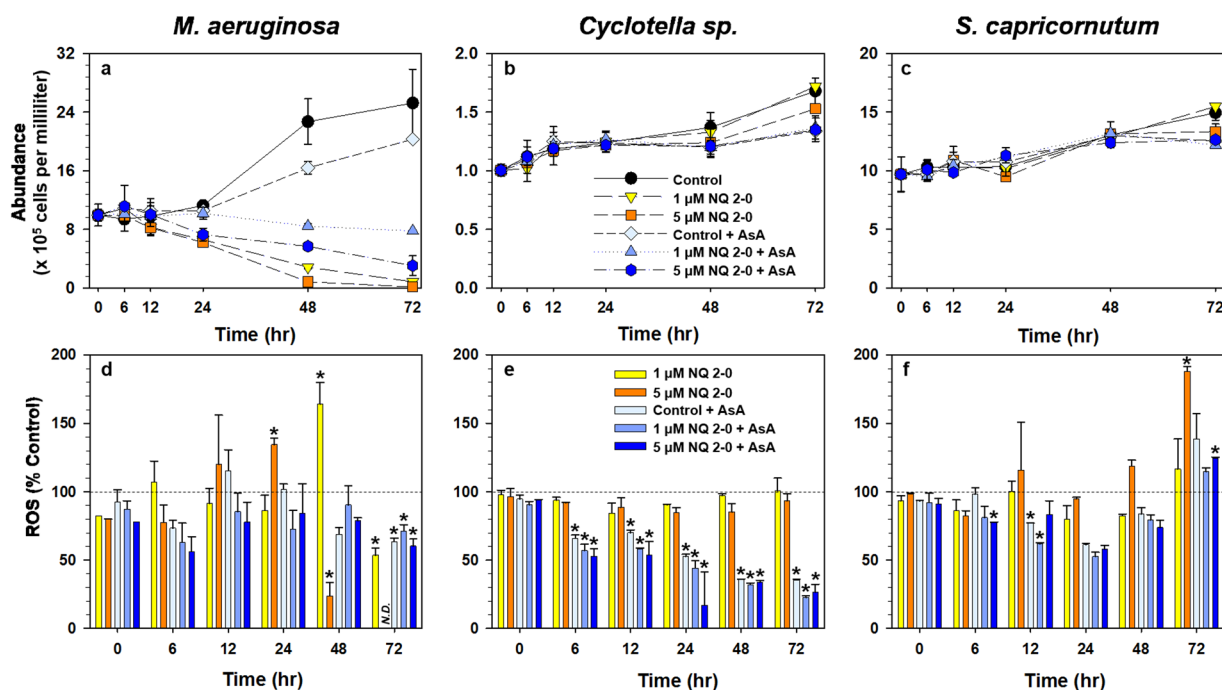 M. aeruginosa
Cyclotella sp.
S. capricornutum
Abundance
(x 10⁵ cells per milliliter)
a
32
24
16
8
0
0 6 12 24 48 72
Time (hr)
b
2.0
1.5
1.0
0.5
0.0
Control
1 µM NQ 2-0
5 µM NQ 2-0
Control + AsA
1 µM NQ 2-0 + AsA
5 µM NQ 2-0 + AsA
0 6 12 24 48 72
Time (hr)
c
20
15
10
5
0
0 6 12 24 48 72
Time (hr)
ROS (% Control)
d
200
150
100
50
0
* * * * * * *
N.D.
0 6 12 24 48 72
Time (hr)
e
200
150
100
50
0
1 µM NQ 2-0
5 µM NQ 2-0
Control + AsA
1 µM NQ 2-0 + AsA
5 µM NQ 2-0 + AsA
* * * * * * * * * * * * * * *
0 6 12 24 48 72
Time (hr)
f
200
150
100
50
0
* * * * *
0 6 12 24 48 72
Time (hr)